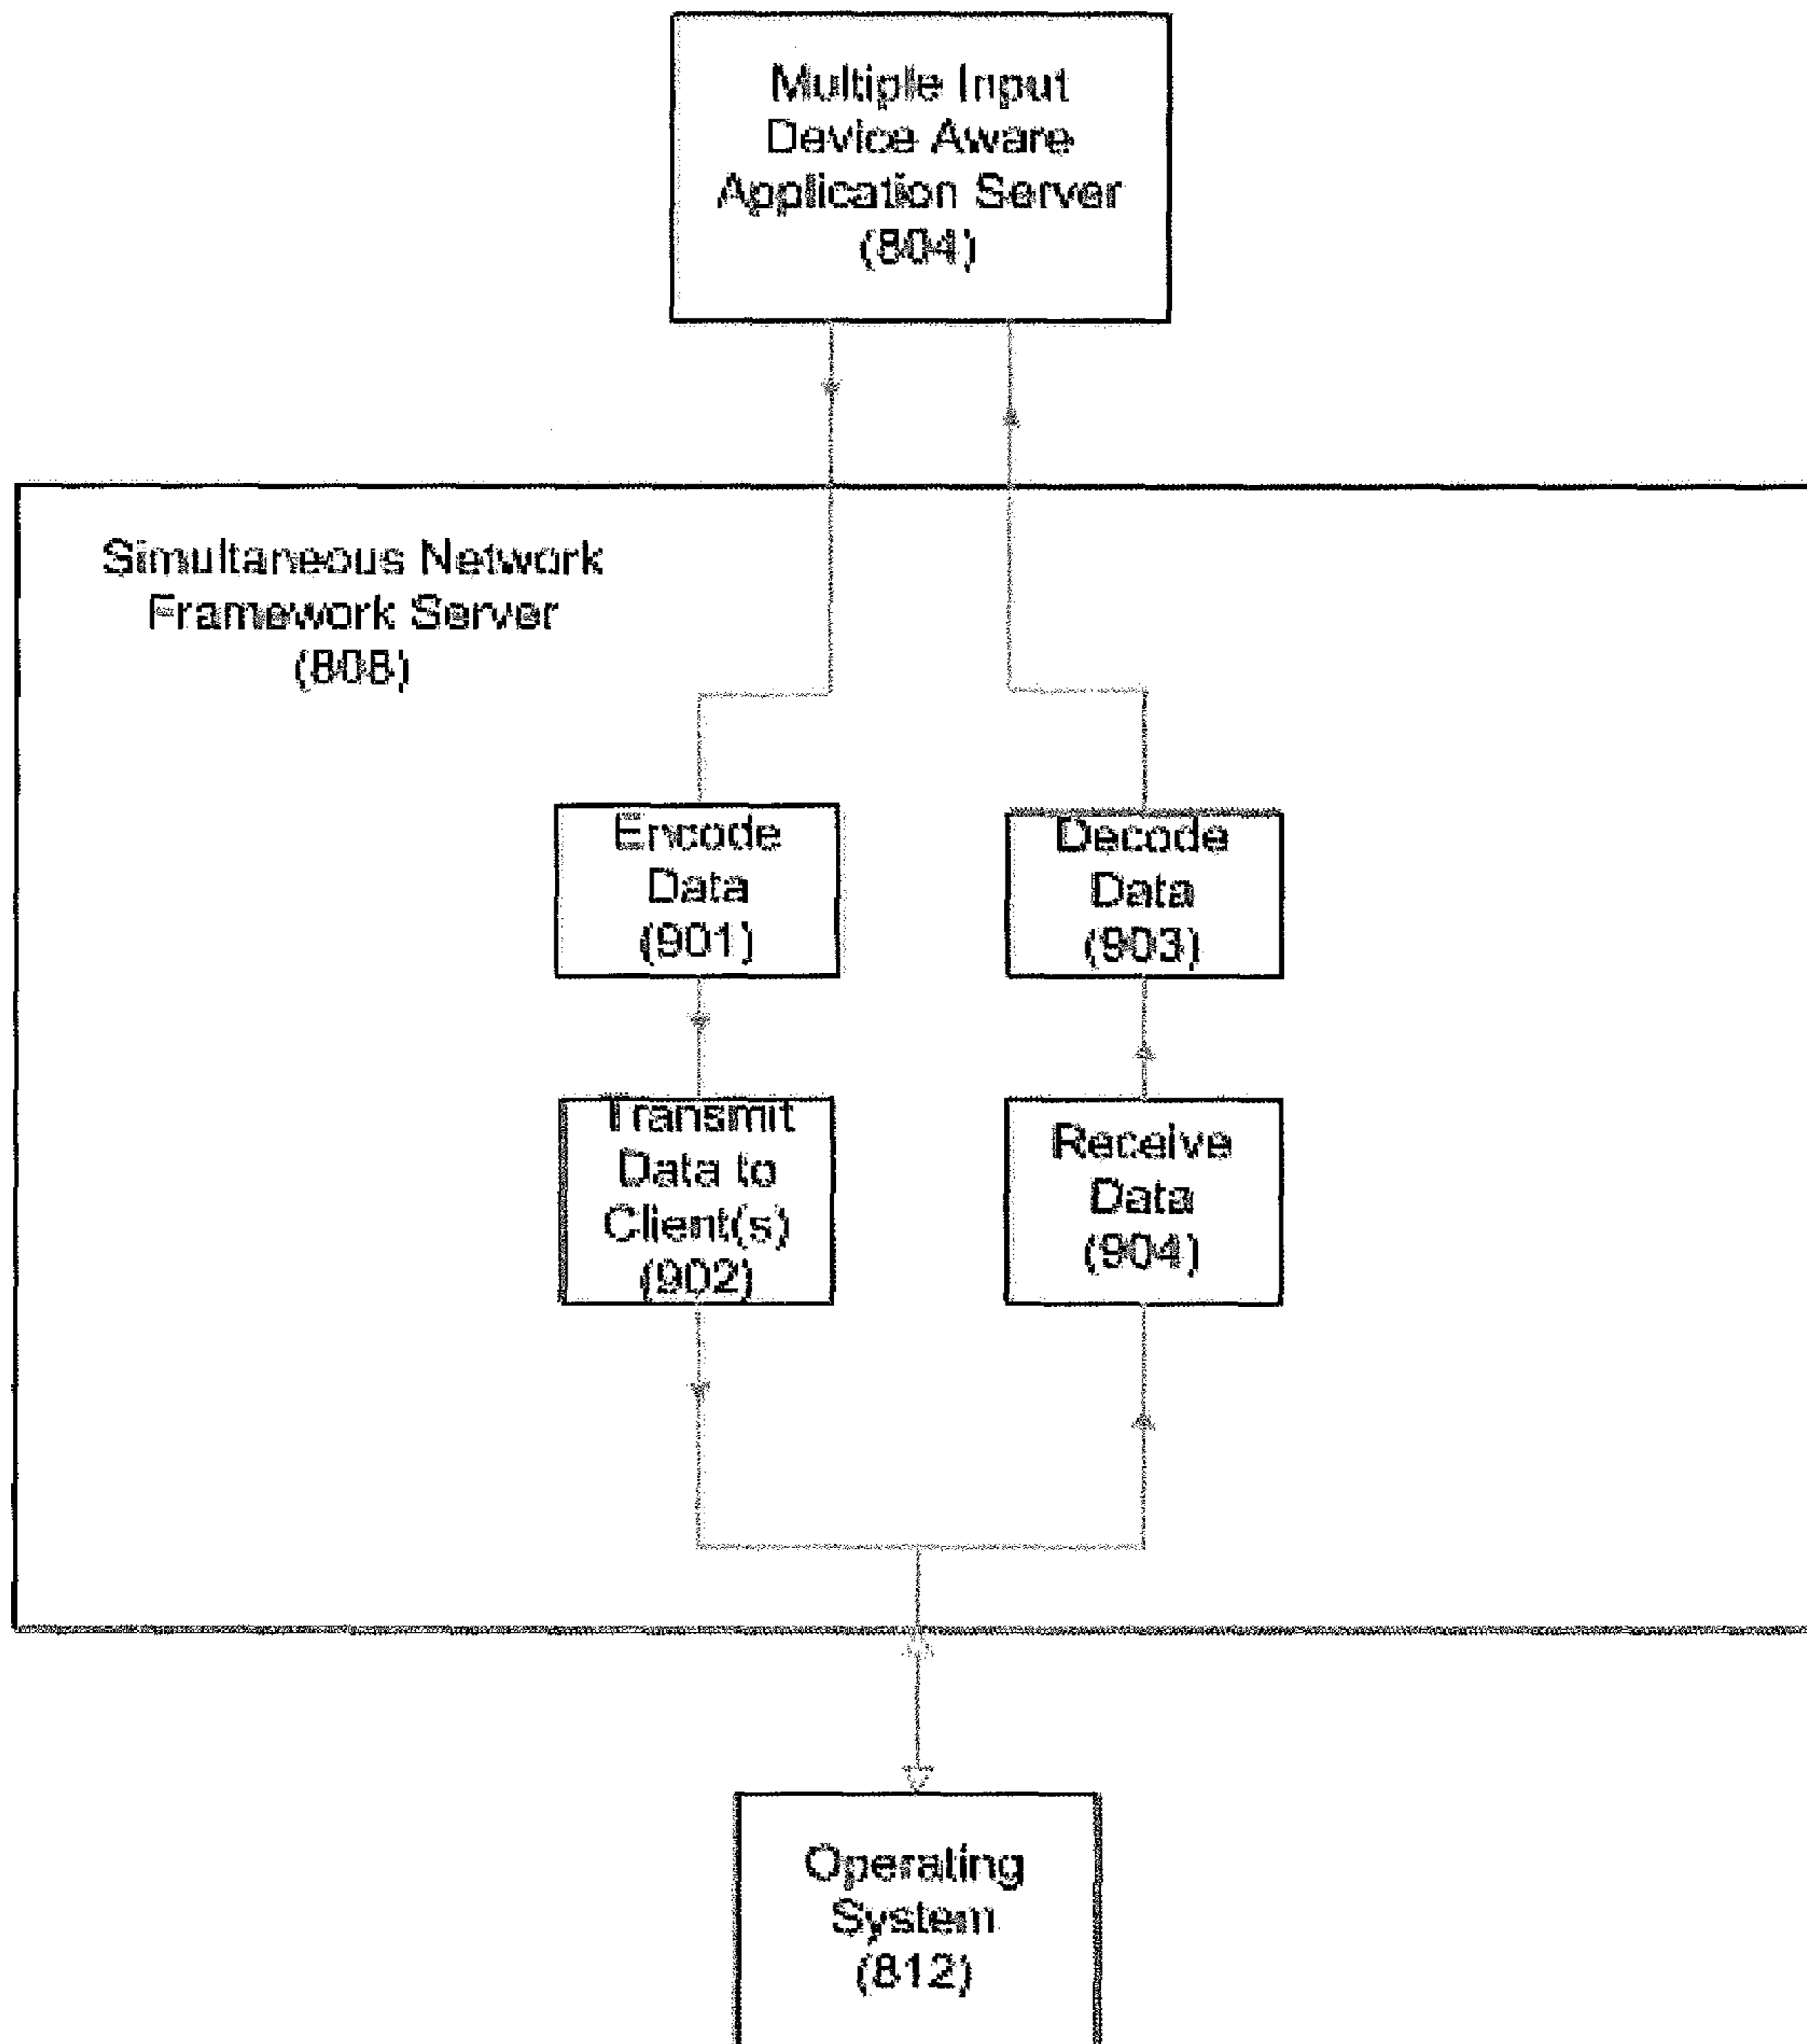 Multiple Input
Device Aware
Application Server
(804)
Simultaneous Network
Framework Server
(808)
Encode
Data
(901)
Decode
Data
(903)
Transmit
Data to
Client(s)
(902)
Receive
Data
(904)
Operating
System
(812)